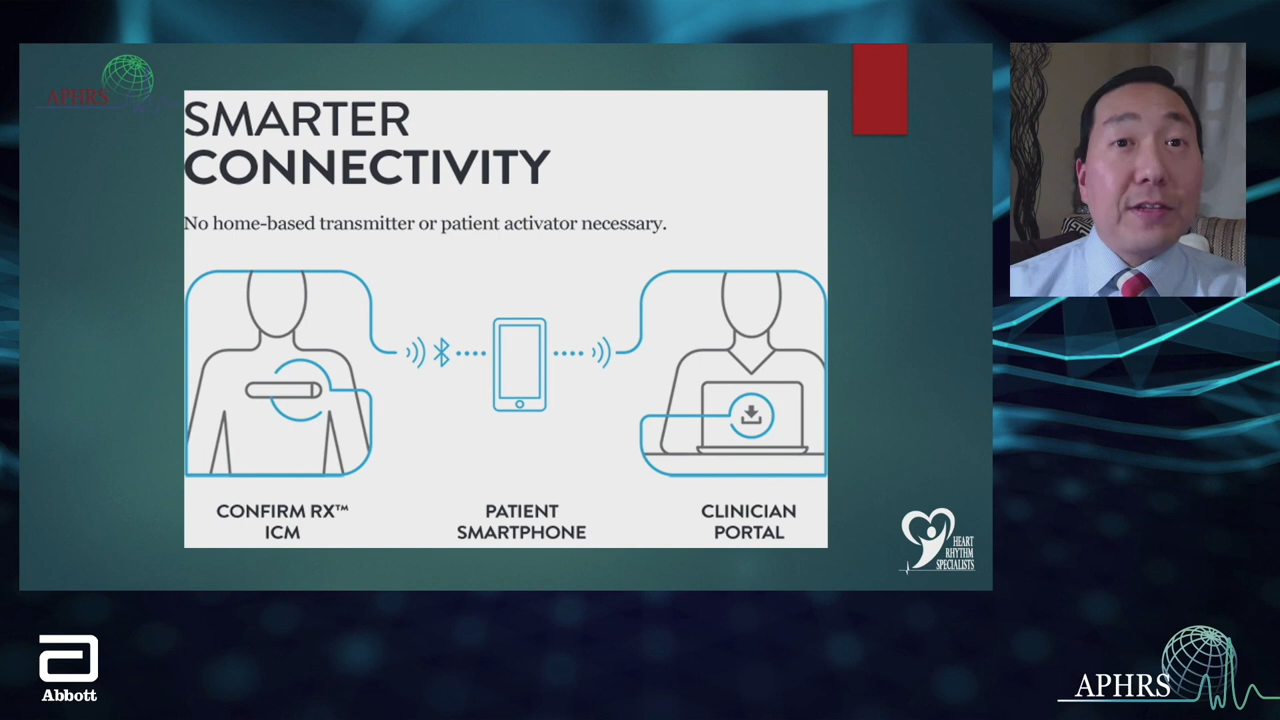 APHRS
SMARTER
CONNECTIVITY
No home-based transmitter or patient activator necessary.
CONFIRM RX™
ICM
PATIENT
SMARTPHONE
CLINICIAN
PORTAL
HEART
RHYTHM
SPECIALISTS
Abbott
APHRS